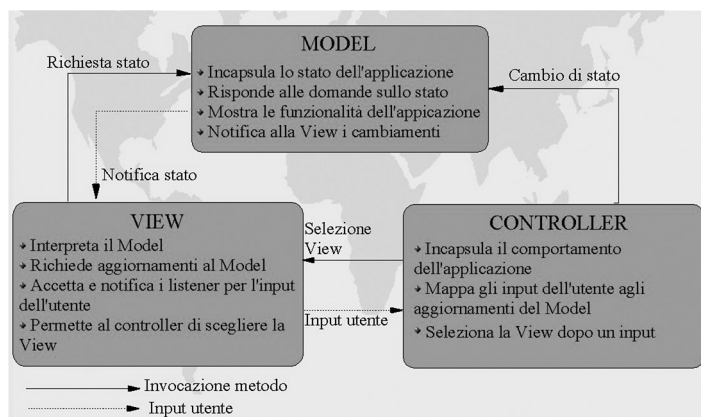 MODEL
Incapsula lo stato dell'applicazione
Risponde alle domande sullo stato
Mostra le funzionalità dell'appicazione
Notifica alla View i cambiamenti
Richiesta stato
Cambio di stato
Notifica stato
VIEW
Interpreta il Model
Richiede aggiornamenti al Model
Accetta e notifica i listener per l'input
dell'utente
Permette al controller di scegliere la
View
Selezione
View
Input utente
CONTROLLER
Incapsula il comportamento
dell'applicazione
Mappa gli input dell'utente agli
aggiornamenti del Model
Seleziona la View dopo un input
Invocazione metodo
Input utente